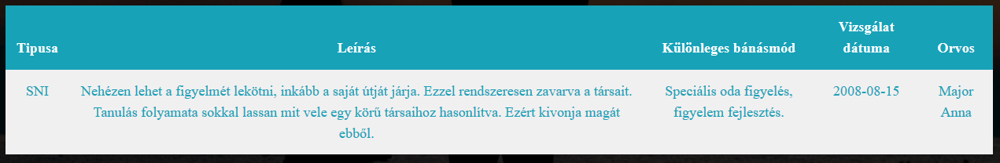 Tipusa Leírás Különleges bánásmód Vizsgálat dátuma Orvos
SNI Nehézen lehet a figyelmét lekötni, inkább a saját útját járja. Ezzel rendszeresen zavarva a társait. Speciális oda figyelés, 2008-08-15 Major
Tanulás folyamata sokkal lassan mit vele egy körű társaihoz hasonlítva. Ezért kivonja magát figyelem fejlesztés. Anna
ebből.